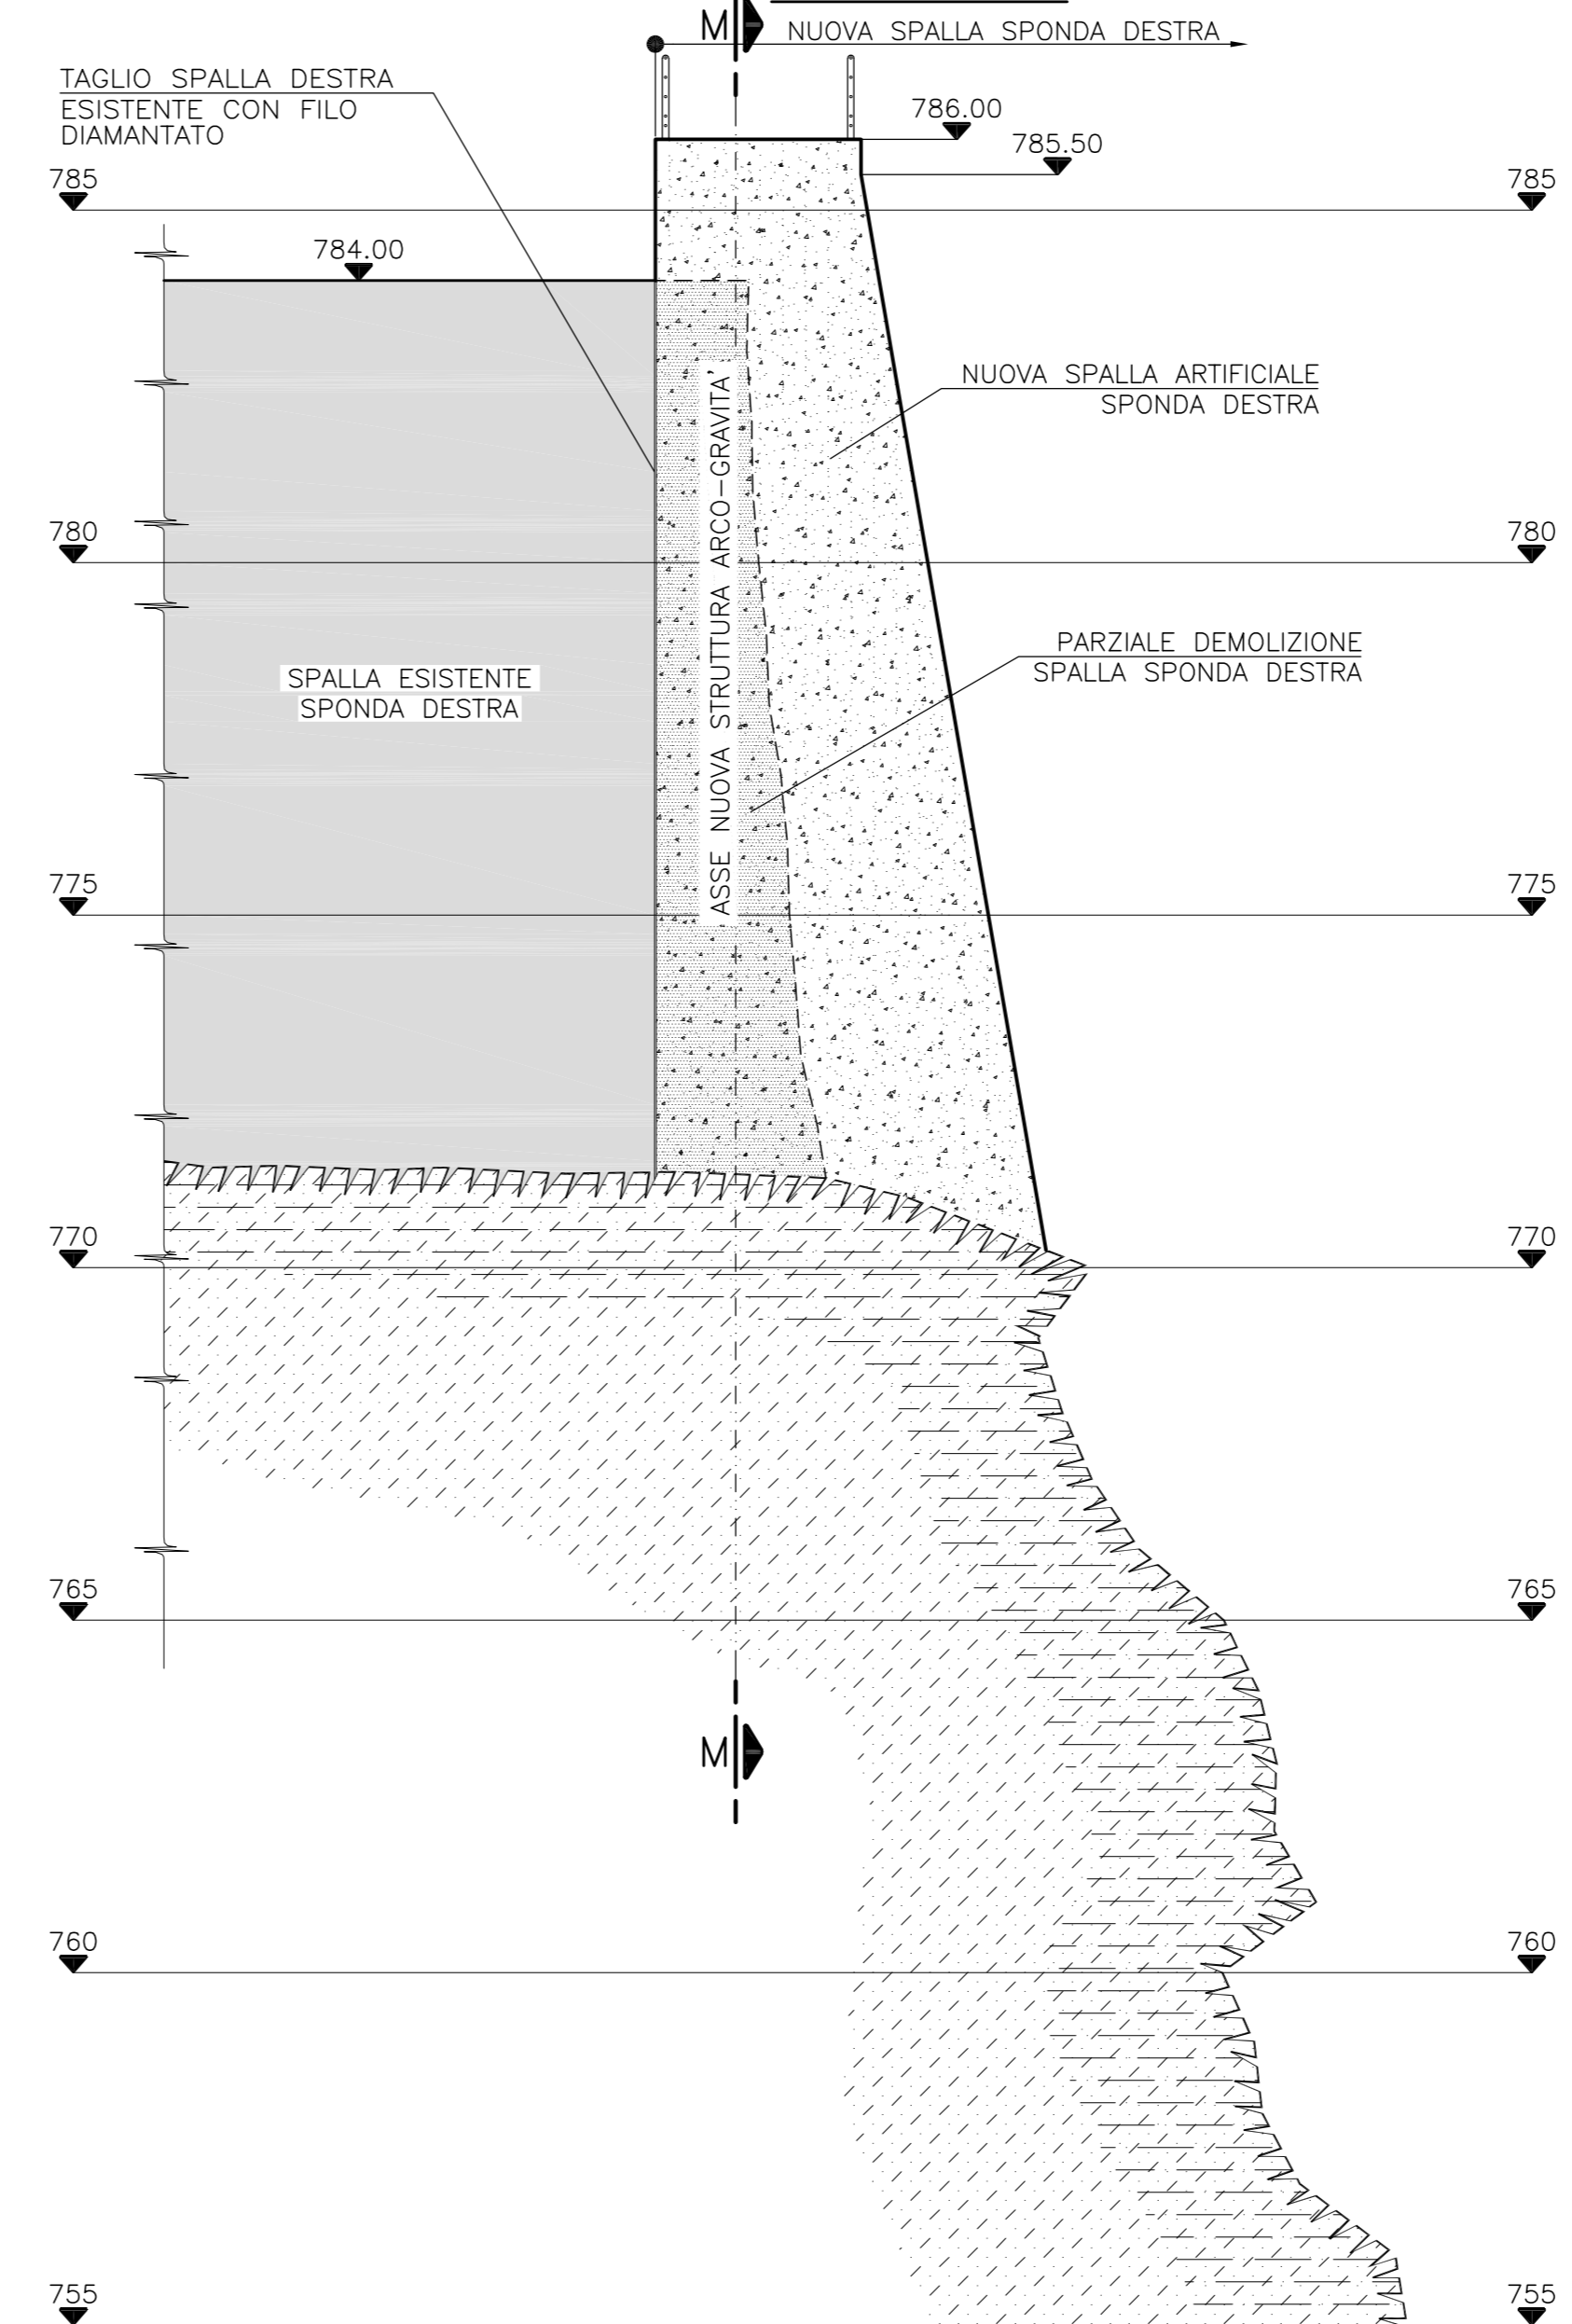 M
NUOVA SPALLA SPONDA DESTRA
TAGLIO SPALLA DESTRA
ESISTENTE CON FILO
DIAMANTATO
786.00
785.50
785
785
784.00
NUOVA SPALLA ARTIFICIALE
SPONDA DESTRA
ASSE NUOVA STRUTTURA ARCO-GRAVITA'
780
780
PARZIALE DEMOLIZIONE
SPALLA SPONDA DESTRA
SPALLA ESISTENTE
SPONDA DESTRA
775
775
770
770
765
765
M
760
760
755
755